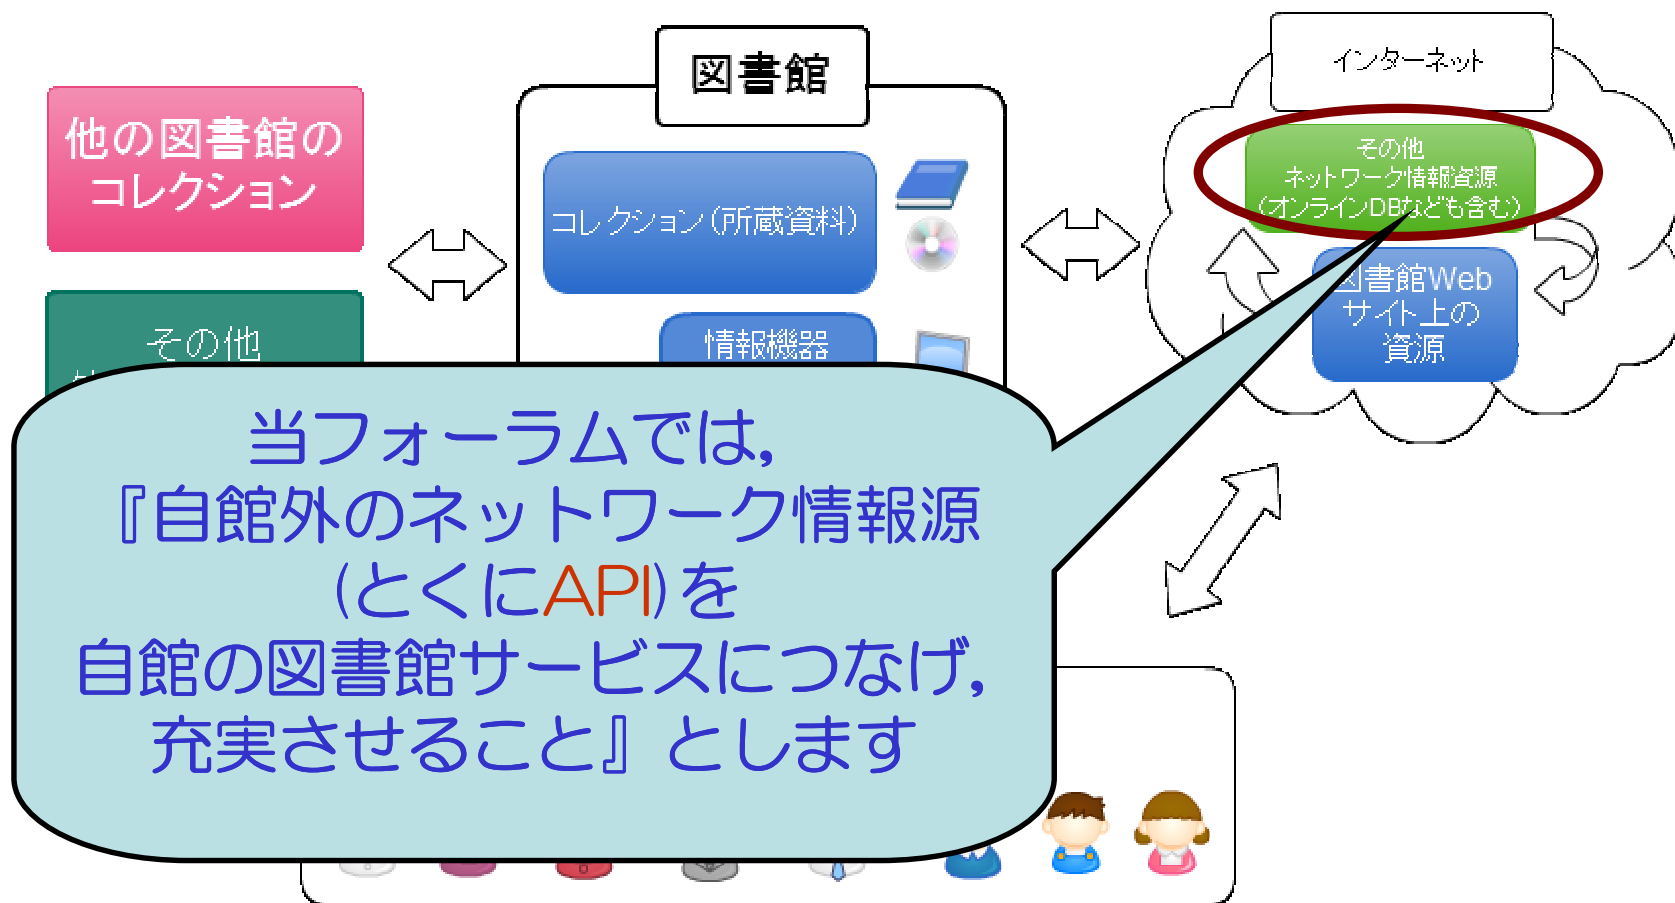 図書館
インターネット
他の図書館の
コレクション
コレクション(所蔵資料)
その他
ネットワーク情報資源
(オンラインDBなども含む)
図書館Web
サイト上の
資源
その他
情報機器
当フォーラムでは,
『自館外のネットワーク情報源
(とくにAPI)を
自館の図書館サービスにつなげ,
充実させること』とします